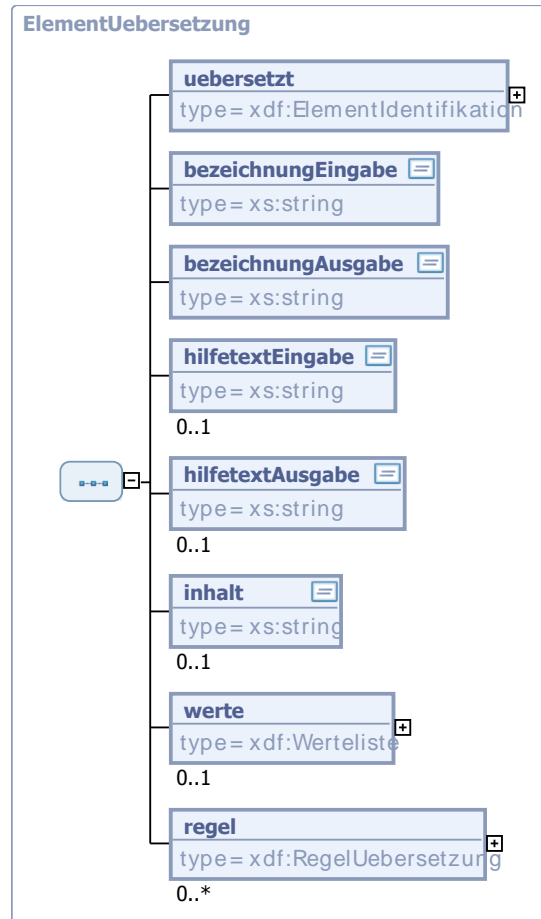 ElementUebersetzung
uebersetzt
type= xdf:ElementIdentifikation
bezeichnungEingabe
type= xs:string
bezeichnungAusgabe
type= xs:string
hilfetextEingabe
type= xs:string
0..1
hilfetextAusgabe
type= xs:string
0..1
inhalt
type= xs:string
0..1
werte
type= xdf:Werteliste
0..1
regel
type= xdf:RegelUebersetzung
0..*